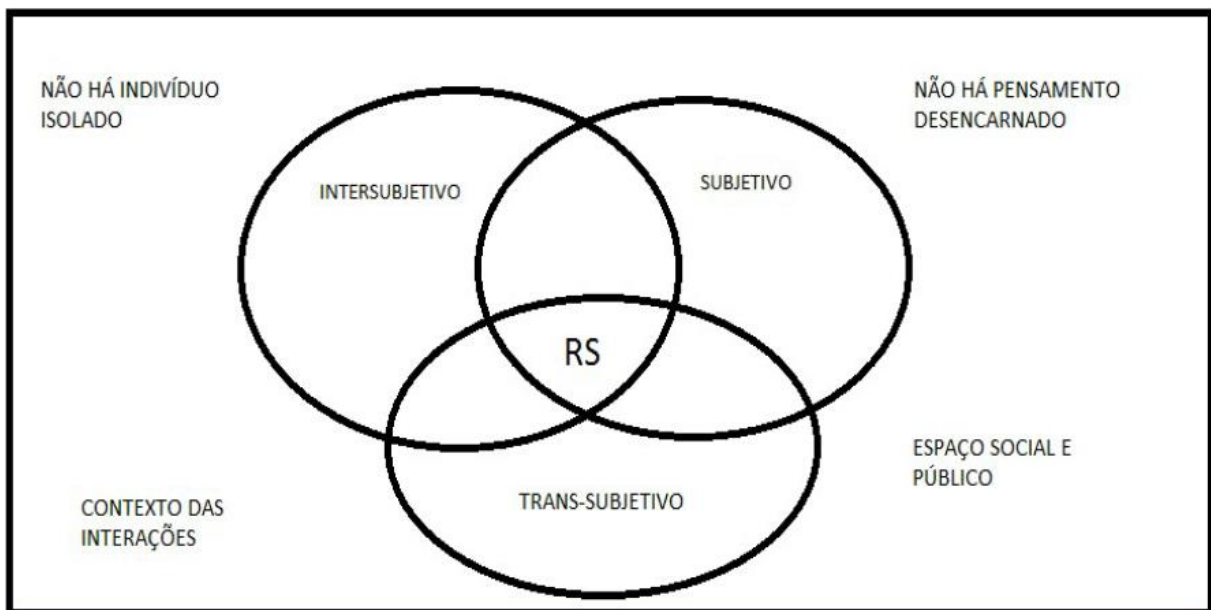 NÃO HÁ INDIVÍDUO
ISOLADO
NÃO HÁ PENSAMENTO
DESENCARNADO
INTERSUBJETIVO
SUBJETIVO
RS
ESPAÇO SOCIAL E
PÚBLICO
CONTEXTO DAS
INTERAÇÕES
TRANS-SUBJETIVO